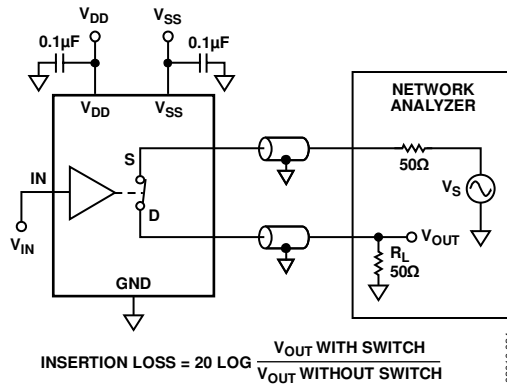 VDD
VSS
0.1µF
0.1µF
VDD
VSS
NETWORK
ANALYZER
S
50Ω
VS
IN
D
VOUT
VIN
RL
50Ω
GND
INSERTION LOSS = 20 LOG VOUT WITH SWITCH
VOUT WITHOUT SWITCH